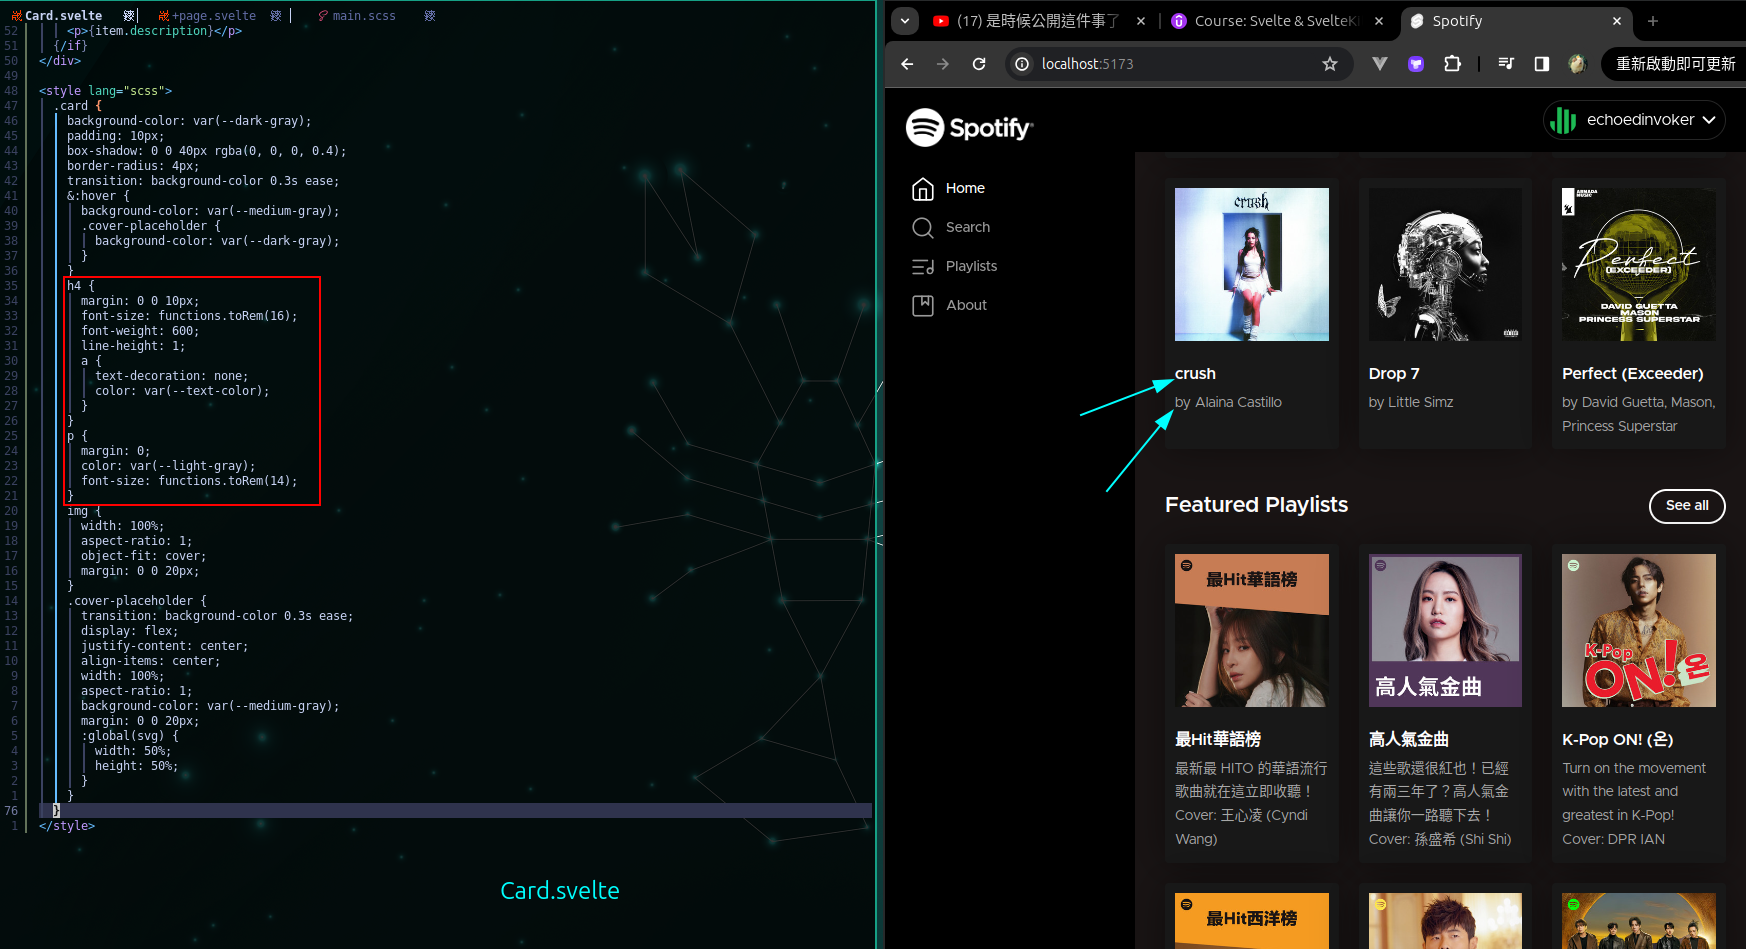 Card.svelte
+page.svelte
main.scss
52 <p>{item.description}</p>
51 {/if}
50 </div>
49
48 <style lang="scss">
47 .card {
46 background-color: var(--dark-gray);
45 padding: 10px;
44 box-shadow: 0 0 40px rgba(0, 0, 0, 0.4);
43 border-radius: 4px;
42 transition: background-color 0.3s ease;
41 &:hover {
40 background-color: var(--medium-gray);
39 .cover-placeholder {
38 background-color: var(--dark-gray);
37 }
36 }
35 h4 {
34 margin: 0 0 10px;
33 font-size: functions.toRem(16);
32 font-weight: 600;
31 line-height: 1;
30 a {
29 text-decoration: none;
28 color: var(--text-color);
27 }
26 }
25 p {
24 margin: 0;
23 color: var(--light-gray);
22 font-size: functions.toRem(14);
21 }
20 img {
19 width: 100%;
18 aspect-ratio: 1;
17 object-fit: cover;
16 margin: 0 0 20px;
15 }
14 .cover-placeholder {
13 transition: background-color 0.3s ease;
12 display: flex;
11 justify-content: center;
10 align-items: center;
9 width: 100%;
8 aspect-ratio: 1;
7 background-color: var(--medium-gray);
6 margin: 0 0 20px;
5 :global(svg) {
4 width: 50%;
3 height: 50%;
2 }
1 }
76 }
1 </style>
Card.svelte
(17) 是時候公開這件事了
Course: Svelte & SvelteKi
Spotify
localhost:5173
重新啟動即可更新
Spotify
echoedinvoker
Home
Search
Playlists
About
crush
crush
by Alaina Castillo
Drop 7
by Little Simz
ARMADA
MUSIC
Perfect
(EXCEEDER)
DAVID GUETTA
MASON
PRINCESS SUPERSTAR
Perfect (Exceeder)
by David Guetta, Mason,
Princess Superstar
Featured Playlists
See all
最Hit華語榜
最Hit華語榜
最新最 HITO 的華語流行
歌曲就在這立即收聽！
Cover: 王心凌 (Cyndi
Wang)
高人氣金曲
高人氣金曲
這些歌還很紅也！已經
有兩三年了？高人氣金
曲讓你一路聽下去！
Cover: 孫盛希 (Shi Shi)
K-Pop
ON! 온
K-Pop ON! (온)
Turn on the movement
with the latest and
greatest in K-Pop!
Cover: DPR IAN
最Hit西洋榜